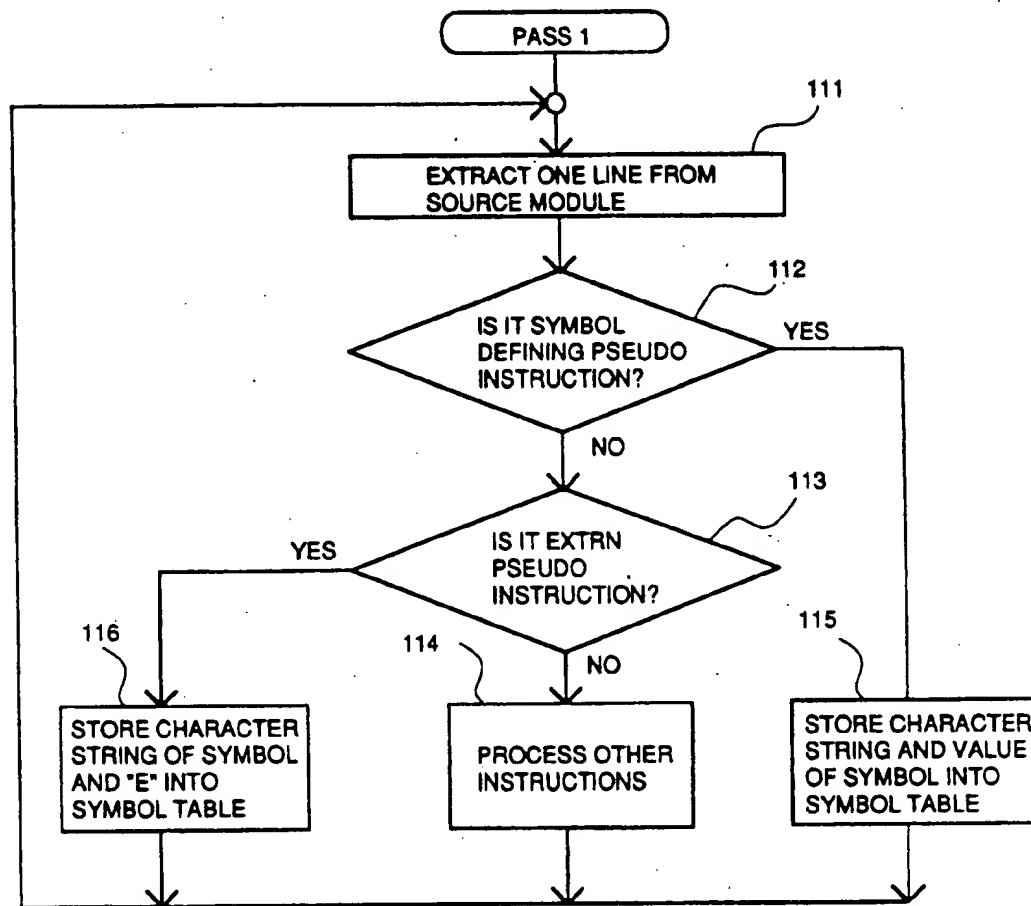 PASS 1
111
EXTRACT ONE LINE FROM
SOURCE MODULE
112
IS IT SYMBOL
DEFINING PSEUDO
INSTRUCTION?
YES
NO
113
IS IT EXTRN
PSEUDO
INSTRUCTION?
YES
NO
116
STORE CHARACTER
STRING OF SYMBOL
AND "E" INTO
SYMBOL TABLE
114
PROCESS OTHER
INSTRUCTIONS
115
STORE CHARACTER
STRING AND VALUE
OF SYMBOL INTO
SYMBOL TABLE